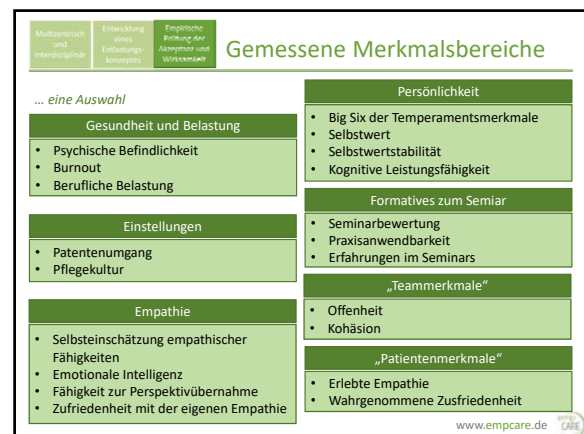 Multizentrisch
und
Interdisziplinär
Entwicklung
eines
Entlastungs-
konzeptes
Empirische
Prüfung der
Akzeptanz und
Wirksamkeit
Gemessene Merkmalsbereiche
... eine Auswahl
Gesundheit und Belastung
• Psychische Befindlichkeit
• Burnout
• Berufliche Belastung
Einstellungen
• Patentenumgang
• Pflegekultur
Empathie
• Selbsteinschätzung empathischer
Fähigkeiten
• Emotionale Intelligenz
• Fähigkeit zur Perspektivübernahme
• Zufriedenheit mit der eigenen Empathie
Persönlichkeit
• Big Six der Temperamentsmerkmale
• Selbstwert
• Selbstwertstabilität
• Kognitive Leistungsfähigkeit
Formatives zum Semiar
• Seminarbewertung
• Praxisanwendbarkeit
• Erfahrungen im Seminars
„Teammerkmale“
• Offenheit
• Kohäsion
„Patientenmerkmale“
• Erlebte Empathie
• Wahrgenommene Zusfriedenheit
www.empcare.de
CARE